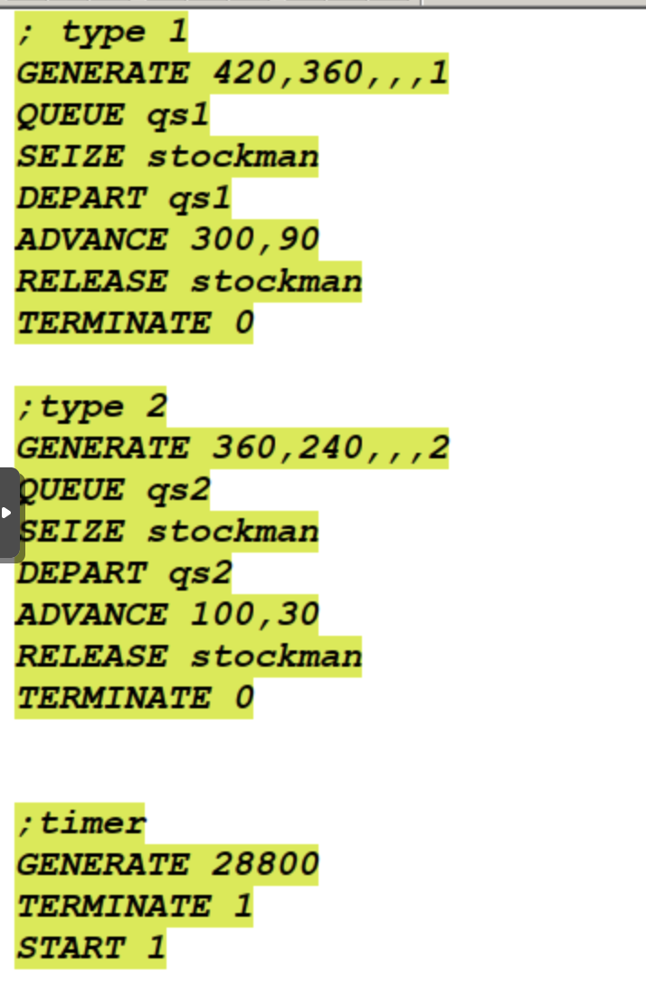 ; type 1
GENERATE 420,360,,,1
QUEUE qs1
SEIZE stockman
DEPART qs1
ADVANCE 300,90
RELEASE stockman
TERMINATE 0
;type 2
GENERATE 360,240,,,2
QUEUE qs2
SEIZE stockman
DEPART qs2
ADVANCE 100,30
RELEASE stockman
TERMINATE 0
;timer
GENERATE 28800
TERMINATE 1
START 1